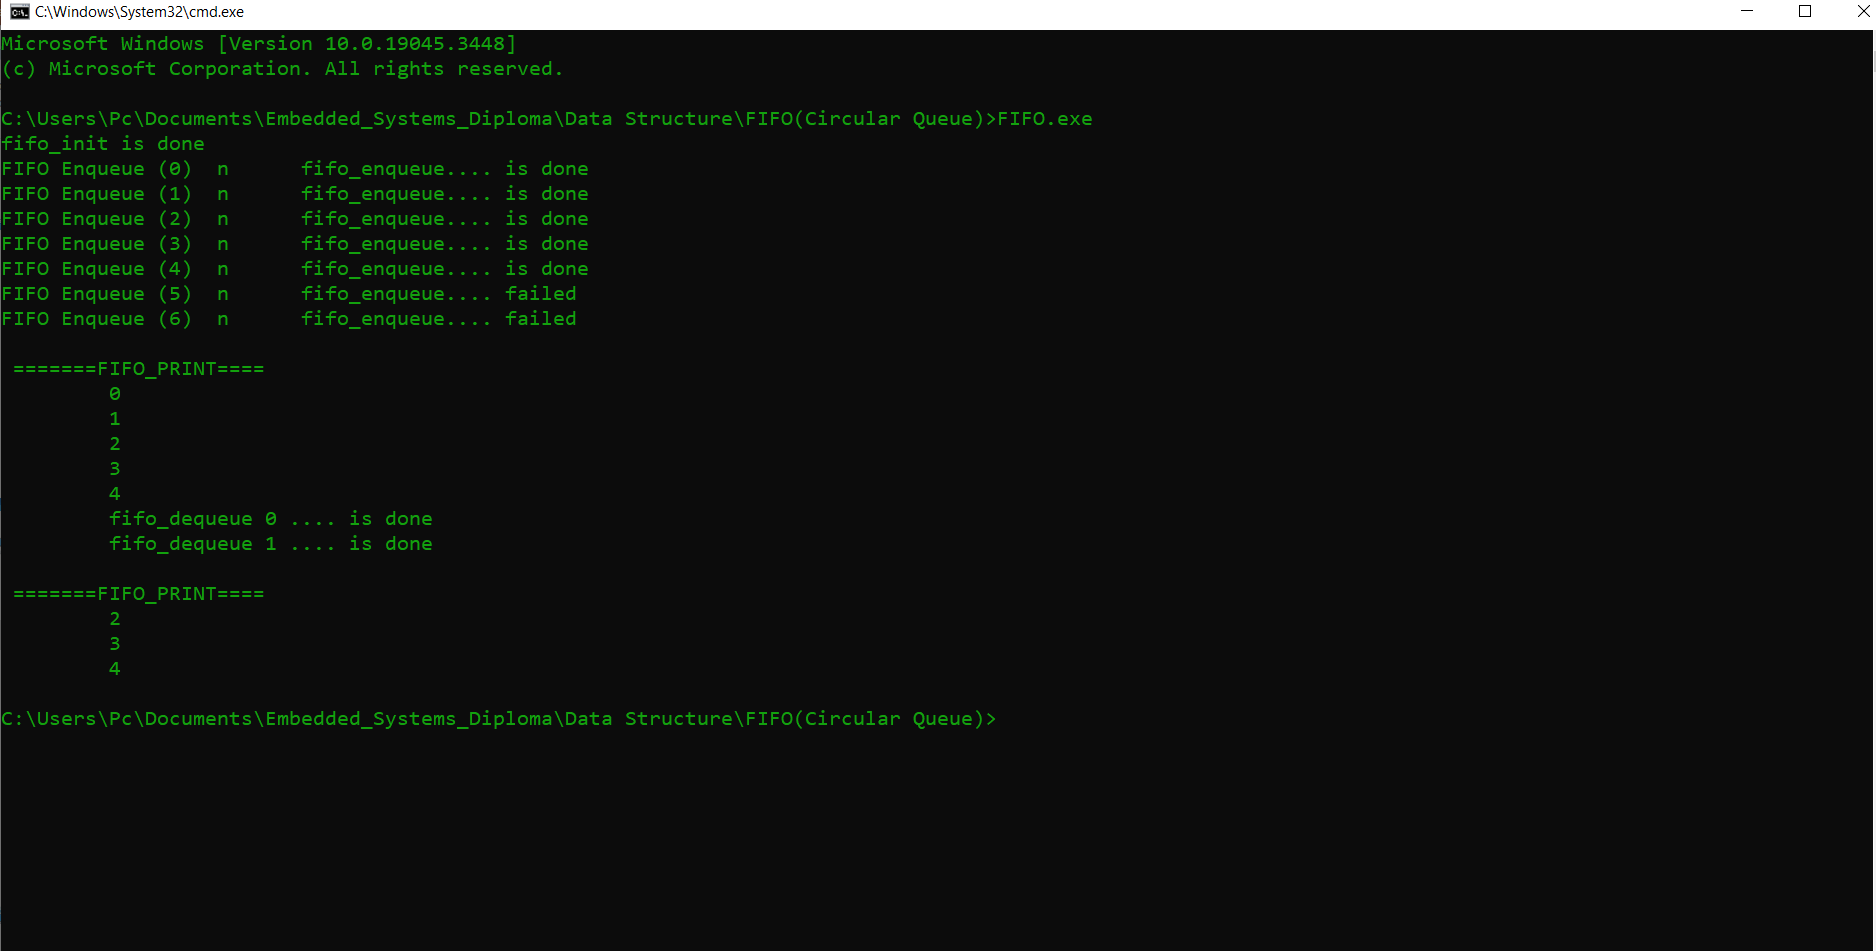 C:\Windows\System32\cmd.exe
Microsoft Windows [Version 10.0.19045.3448]
(c) Microsoft Corporation. All rights reserved.
C:\Users\Pc\Documents\Embedded_Systems_Diploma\Data Structure\FIFO(Circular Queue)>FIFO.exe
fifo_init is done
FIFO Enqueue (0)  n      fifo_enqueue.... is done
FIFO Enqueue (1)  n      fifo_enqueue.... is done
FIFO Enqueue (2)  n      fifo_enqueue.... is done
FIFO Enqueue (3)  n      fifo_enqueue.... is done
FIFO Enqueue (4)  n      fifo_enqueue.... is done
FIFO Enqueue (5)  n      fifo_enqueue.... failed
FIFO Enqueue (6)  n      fifo_enqueue.... failed
=======FIFO_PRINT====
0
1
2
3
4
fifo_dequeue 0 .... is done
fifo_dequeue 1 .... is done
=======FIFO_PRINT====
2
3
4
C:\Users\Pc\Documents\Embedded_Systems_Diploma\Data Structure\FIFO(Circular Queue)>